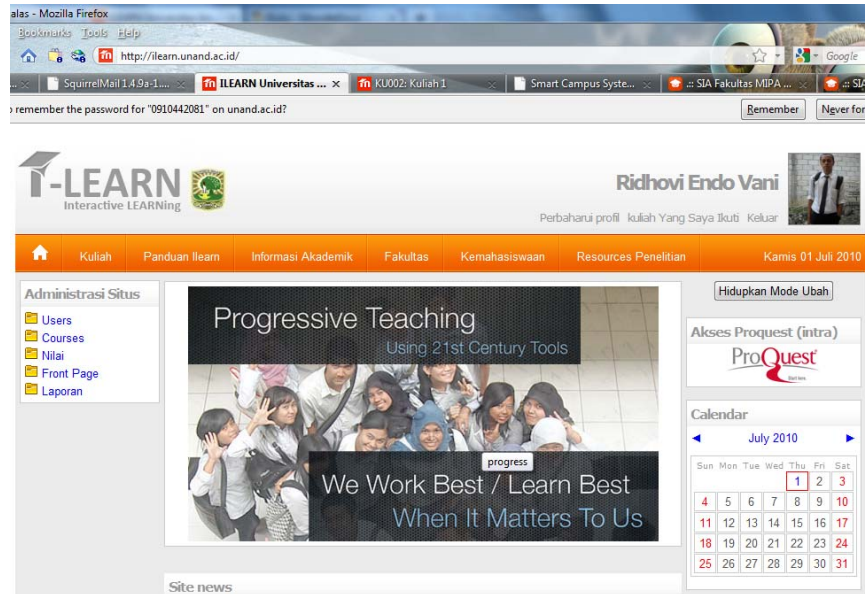 alas - Mozilla Firefox
Bookmarks Tools Help
http://ilearn.unand.ac.id/
Google
SquirrelMail 1.4.9a-1....
ILEARN Universitas ...
KU002: Kuliah 1
Smart Campus Syste...
.:: SIA Fakultas MIPA ...
.:: SIA
remember the password for "0910442081" on unand.ac.id?
Remember
Never for
i-LEARN
Interactive LEARNing
Ridhovi Endo Vani
Perbaharui profil kuliah Yang Saya Ikuti Keluar
Kuliah Panduan Ilearn Informasi Akademik Fakultas Kemahasiswaan Resources Penelitian Kamis 01 Juli 2010
Administrasi Situs
Users
Courses
Nilai
Front Page
Laporan
Progressive Teaching
Using 21st Century Tools
progress
We Work Best / Learn Best
When It Matters To Us
Hidupkan Mode Ubah
Akses Proquest (intra)
ProQuest
Start here.
Calendar
July 2010
Sun Mon Tue Wed Thu Fri Sat
1 2 3
4 5 6 7 8 9 10
11 12 13 14 15 16 17
18 19 20 21 22 23 24
25 26 27 28 29 30 31
Site news